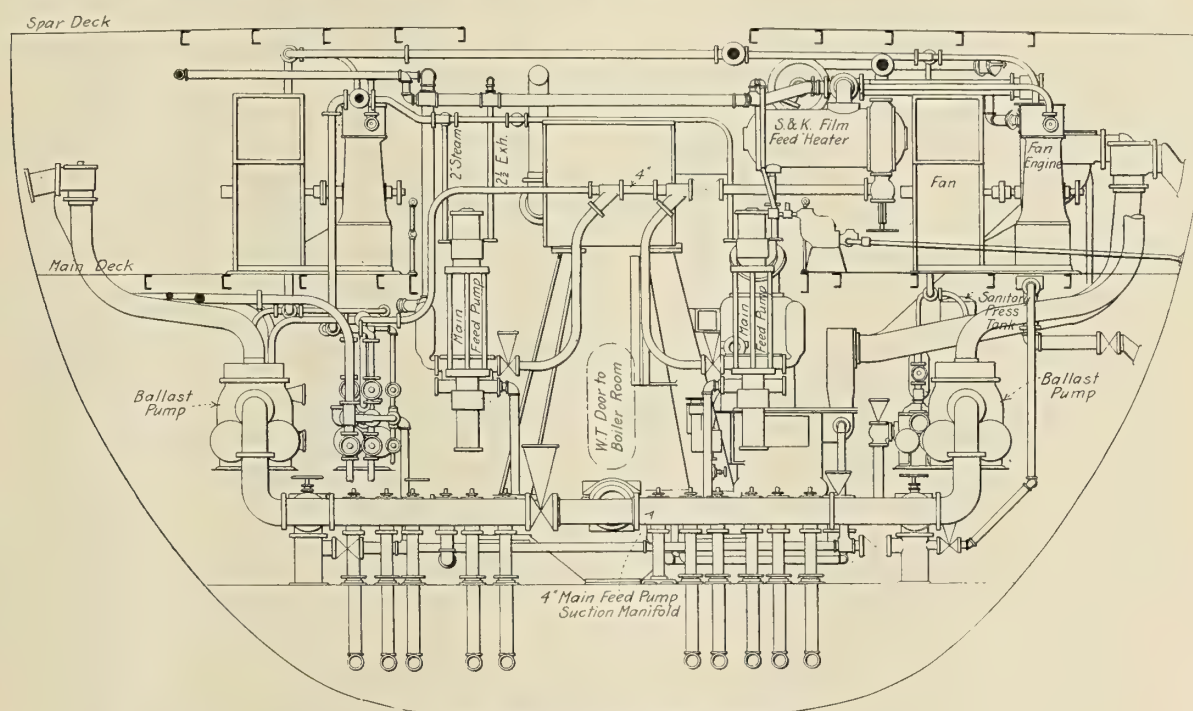 Spar Deck
2" Steam
2½ Exh.
4"
S.& K. Film
Feed Heater
Fan
Fan
Engine
Main Deck
Main
Feed Pump
Main
Feed Pump
Sanitary
Press
Tank
Ballast
Pump
W.T. Door to
Boiler Room
Ballast
Pump
4" Main Feed Pump
Suction Manifold